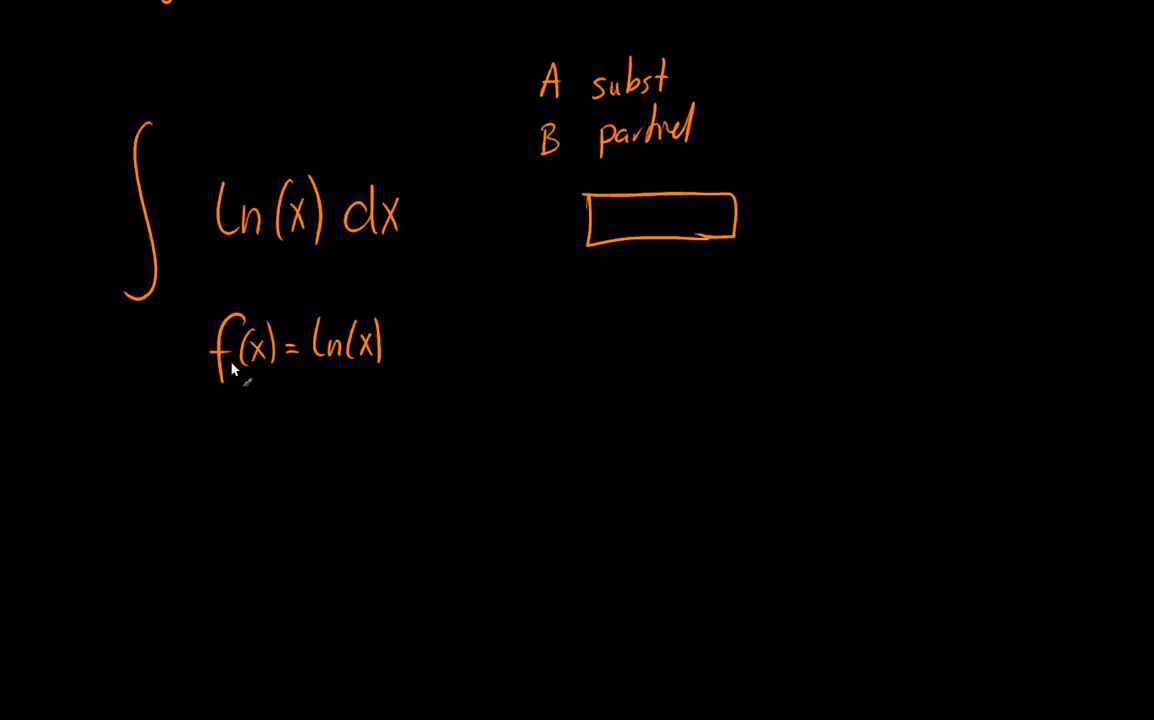 A subst
B partiel
∫ ln(x) dx
f(x) = ln(x)